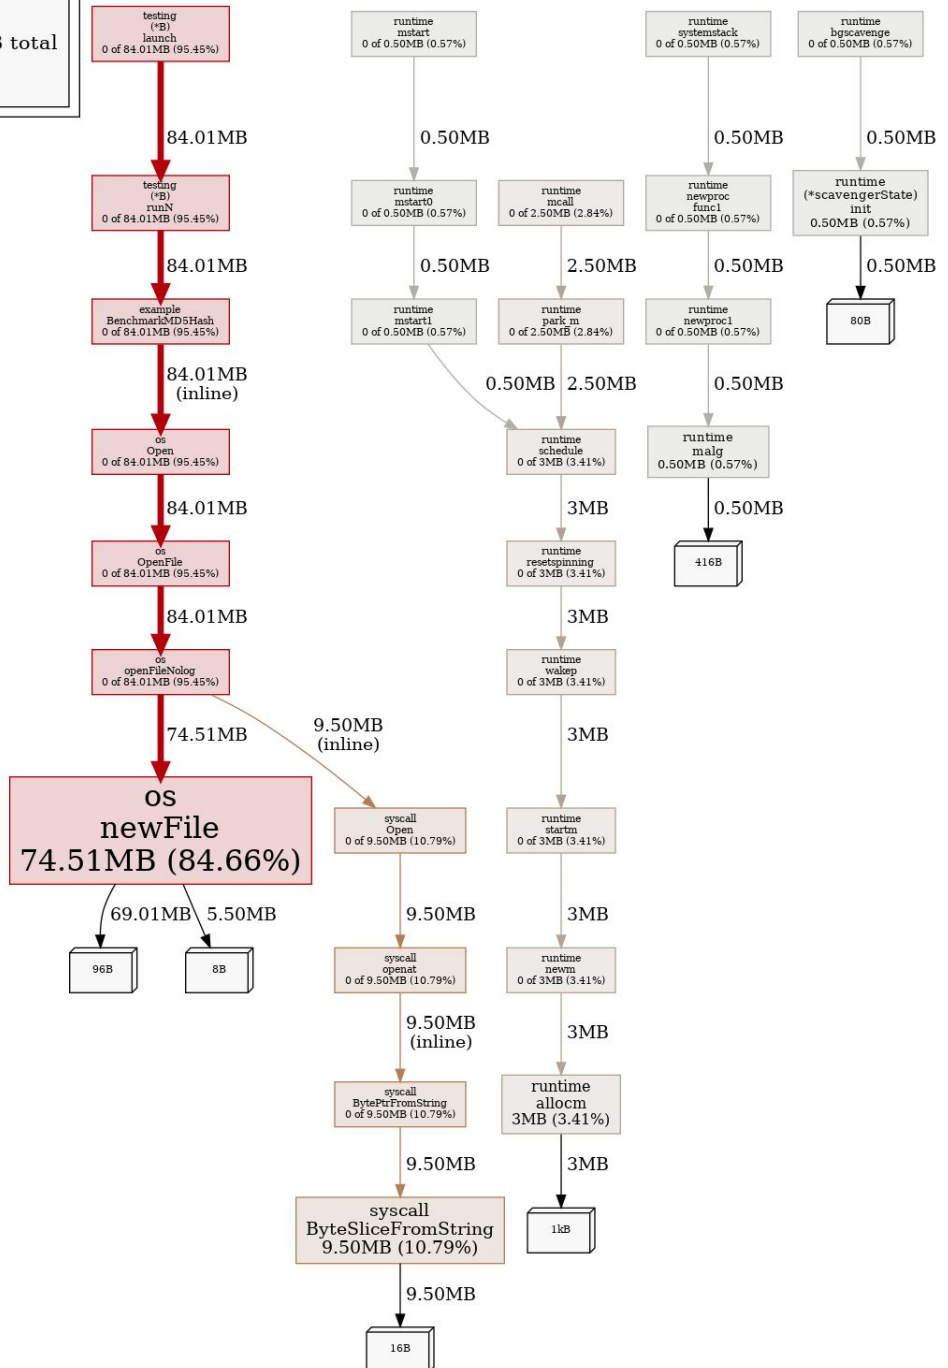 total
testing
(*B)
launch
0 of 84.01MB (95.45%)
runtime
mstart
0 of 0.50MB (0.57%)
runtime
systemstack
0 of 0.50MB (0.57%)
runtime
bgscavenge
0 of 0.50MB (0.57%)
84.01MB
0.50MB
0.50MB
0.50MB
testing
(*B)
runN
0 of 84.01MB (95.45%)
runtime
mstart0
0 of 0.50MB (0.57%)
runtime
mcall
0 of 2.50MB (2.84%)
runtime
newproc
func1
0 of 0.50MB (0.57%)
runtime
(*scavengerState)
init
0.50MB (0.57%)
84.01MB
0.50MB
2.50MB
0.50MB
0.50MB
example
BenchmarkMD5Hash
0 of 84.01MB (95.45%)
runtime
mstart1
0 of 0.50MB (0.57%)
runtime
park_m
0 of 2.50MB (2.84%)
runtime
newproc1
0 of 0.50MB (0.57%)
80B
84.01MB
(inline)
0.50MB
2.50MB
0.50MB
os
Open
0 of 84.01MB (95.45%)
runtime
schedule
0 of 3MB (3.41%)
runtime
malg
0.50MB (0.57%)
84.01MB
3MB
0.50MB
os
OpenFile
0 of 84.01MB (95.45%)
runtime
resetspinning
0 of 3MB (3.41%)
416B
84.01MB
3MB
os
openFileNolog
0 of 84.01MB (95.45%)
runtime
wakep
0 of 3MB (3.41%)
74.51MB
9.50MB
(inline)
3MB
os
newFile
74.51MB (84.66%)
syscall
Open
0 of 9.50MB (10.79%)
runtime
startm
0 of 3MB (3.41%)
69.01MB
5.50MB
9.50MB
3MB
96B
8B
syscall
openat
0 of 9.50MB (10.79%)
runtime
newm
0 of 3MB (3.41%)
9.50MB
(inline)
3MB
syscall
BytePtrFromString
0 of 9.50MB (10.79%)
runtime
allocm
3MB (3.41%)
9.50MB
3MB
syscall
ByteSliceFromString
9.50MB (10.79%)
1kB
9.50MB
16B